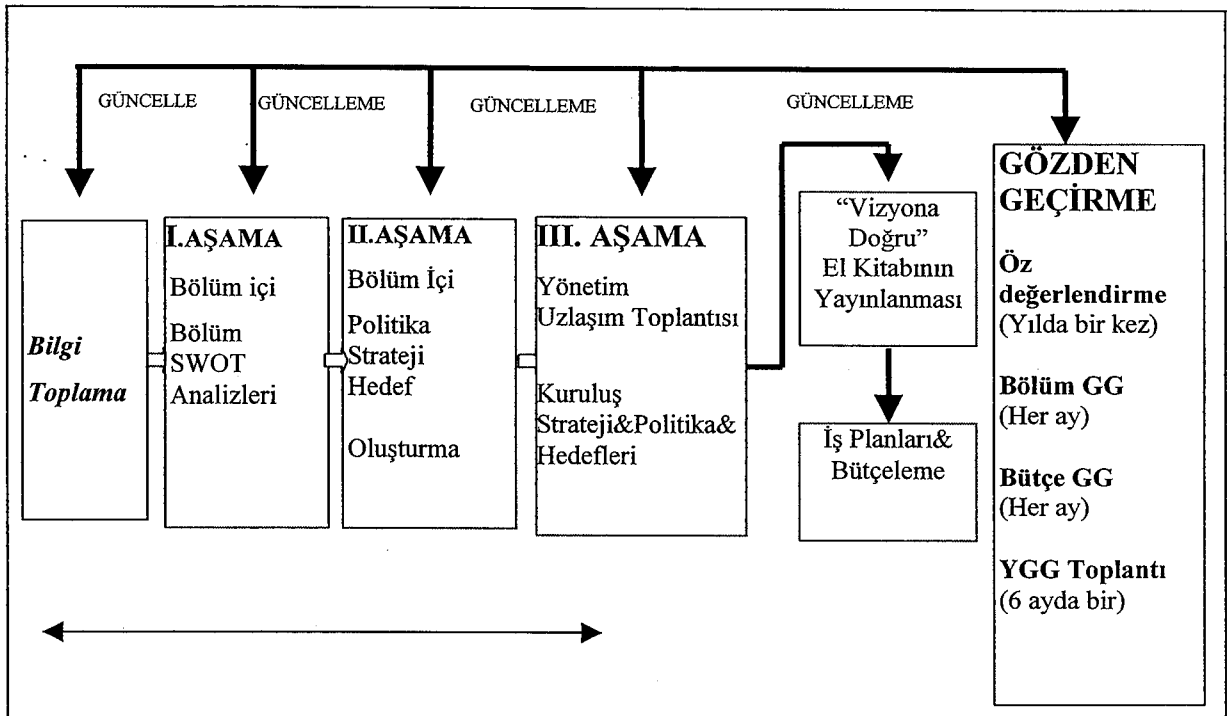 GÜNCELLE
GÜNCELLEME
GÜNCELLEME
GÜNCELLEME
Bilgi
Toplama
I.AŞAMA
Bölüm içi
Bölüm
SWOT
Analizleri
II.AŞAMA
Bölüm İçi
Politika
Strateji
Hedef
Oluşturma
III. AŞAMA
Yönetim
Uzlaşım Toplantısı
Kuruluş
Strateji&Politika&
Hedefleri
“Vizyona
Doğru”
El Kitabının
Yayınlanması
İş Planları&
Bütçeleme
GÖZDEN
GEÇİRME
Öz
değerlendirme
(Yılda bir kez)
Bölüm GG
(Her ay)
Bütçe GG
(Her ay)
YGG Toplantı
(6 ayda bir)